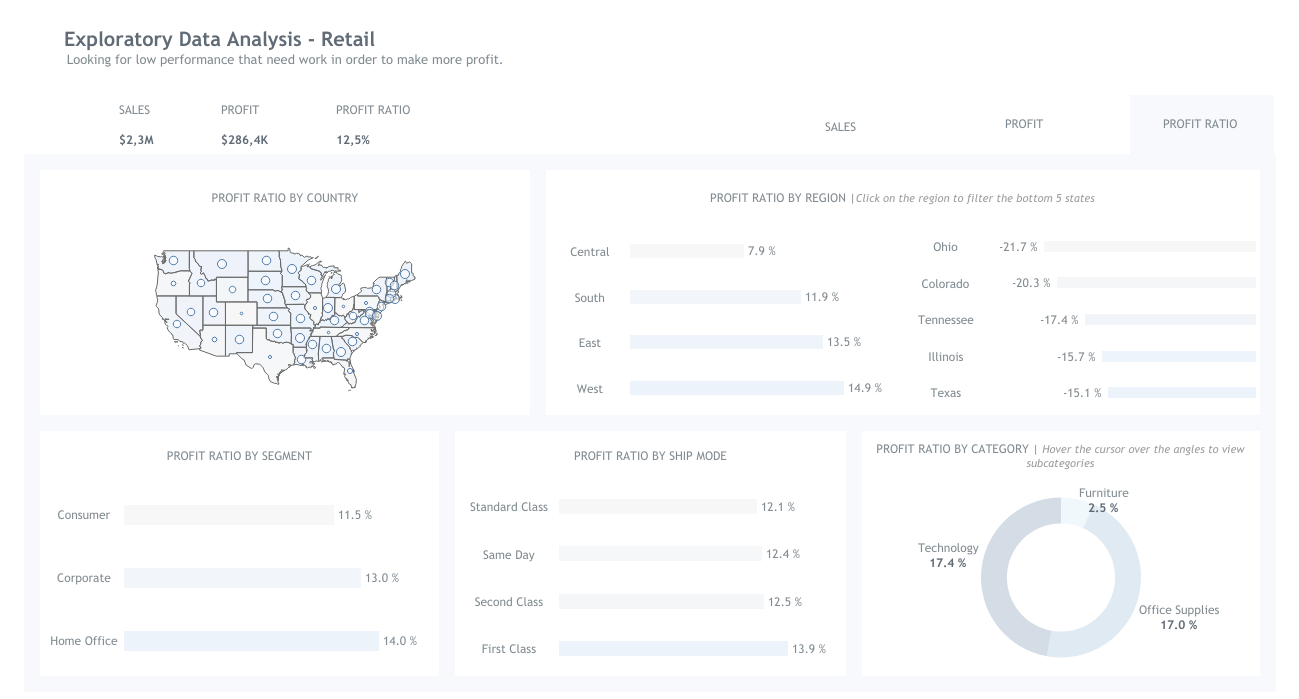 Exploratory Data Analysis - Retail
Looking for low performance that need work in order to make more profit.
SALES
PROFIT
PROFIT RATIO
$2,3M
$286,4K
12,5%
SALES
PROFIT
PROFIT RATIO
PROFIT RATIO BY COUNTRY
PROFIT RATIO BY REGION |Click on the region to filter the bottom 5 states
Central
7.9 %
South
11.9 %
East
13.5 %
West
14.9 %
Ohio
-21.7 %
Colorado
-20.3 %
Tennessee
-17.4 %
Illinois
-15.7 %
Texas
-15.1 %
PROFIT RATIO BY SEGMENT
Consumer
11.5 %
Corporate
13.0 %
Home Office
14.0 %
PROFIT RATIO BY SHIP MODE
Standard Class
12.1 %
Same Day
12.4 %
Second Class
12.5 %
First Class
13.9 %
PROFIT RATIO BY CATEGORY | Hover the cursor over the angles to view
subcategories
Furniture
2.5 %
Technology
17.4 %
Office Supplies
17.0 %